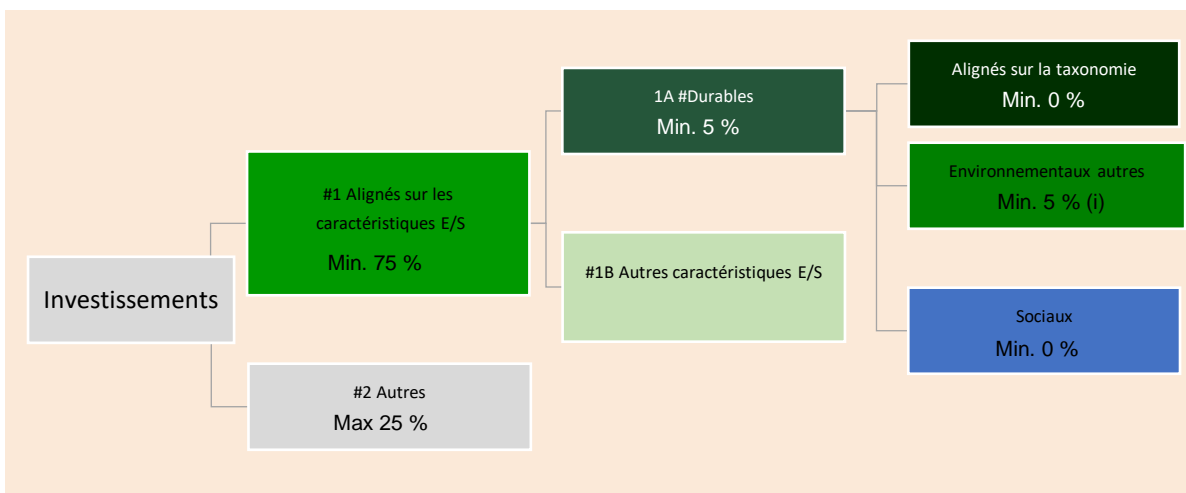 Investissements
#1 Alignés sur les
caractéristiques E/S
Min. 75 %
#2 Autres
Max 25 %
1A #Durables
Min. 5 %
#1B Autres caractéristiques E/S
Alignés sur la taxonomie
Min. 0 %
Environnementaux autres
Min. 5 % (i)
Sociaux
Min. 0 %